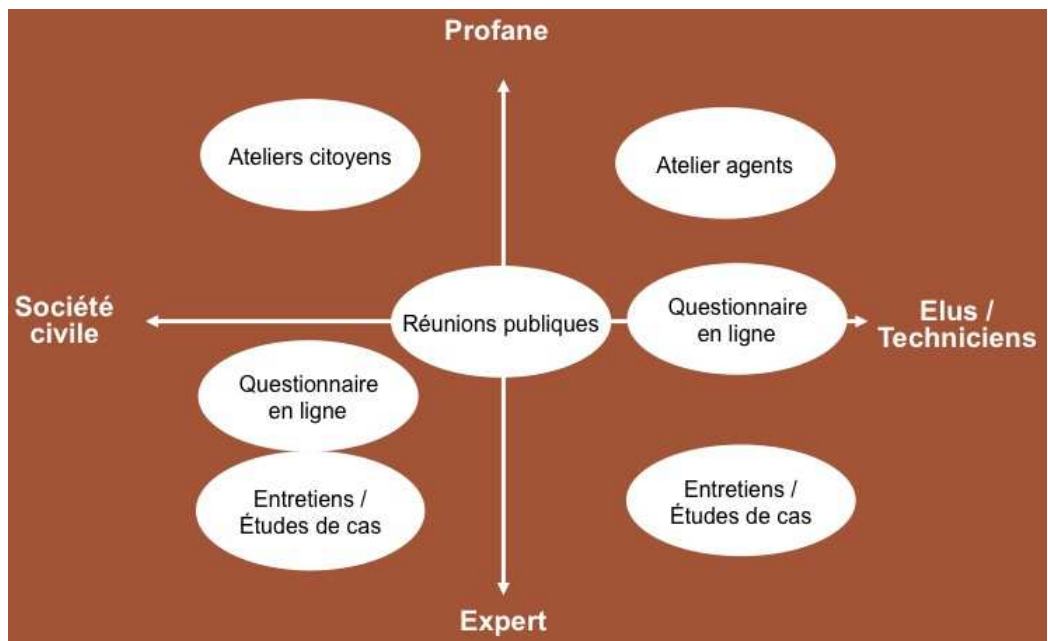 Profane
Ateliers citoyens
Atelier agents
Société
civile
Réunions publiques
Questionnaire
en ligne
Elus /
Techniciens
Questionnaire
en ligne
Entretiens /
Études de cas
Entretiens /
Études de cas
Expert